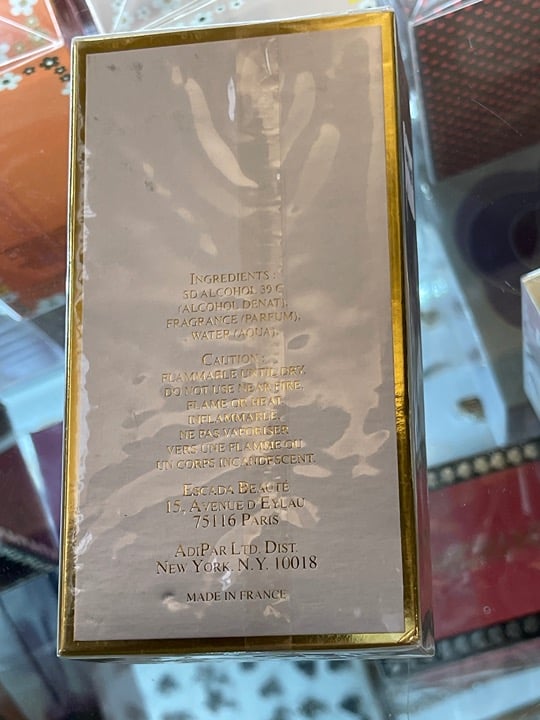 INGREDIENTS :
SD ALCOHOL 39 C
(ALCOHOL DENAT),
FRAGRANCE (PARFUM),
WATER (AQUA).
CAUTION :
FLAMMABLE UNTIL DRY.
DO NOT USE NEAR FIRE,
FLAME OR HEAT.
INFLAMMABLE.
NE PAS VAPORISER
VERS UNE FLAMME OU
UN CORPS INCANDESCENT.
ESCADA BEAUTÉ
15, AVENUE D'EYLAU
75116 PARIS
ADIPAR LTD. DIST.
NEW YORK, N.Y. 10018
MADE IN FRANCE